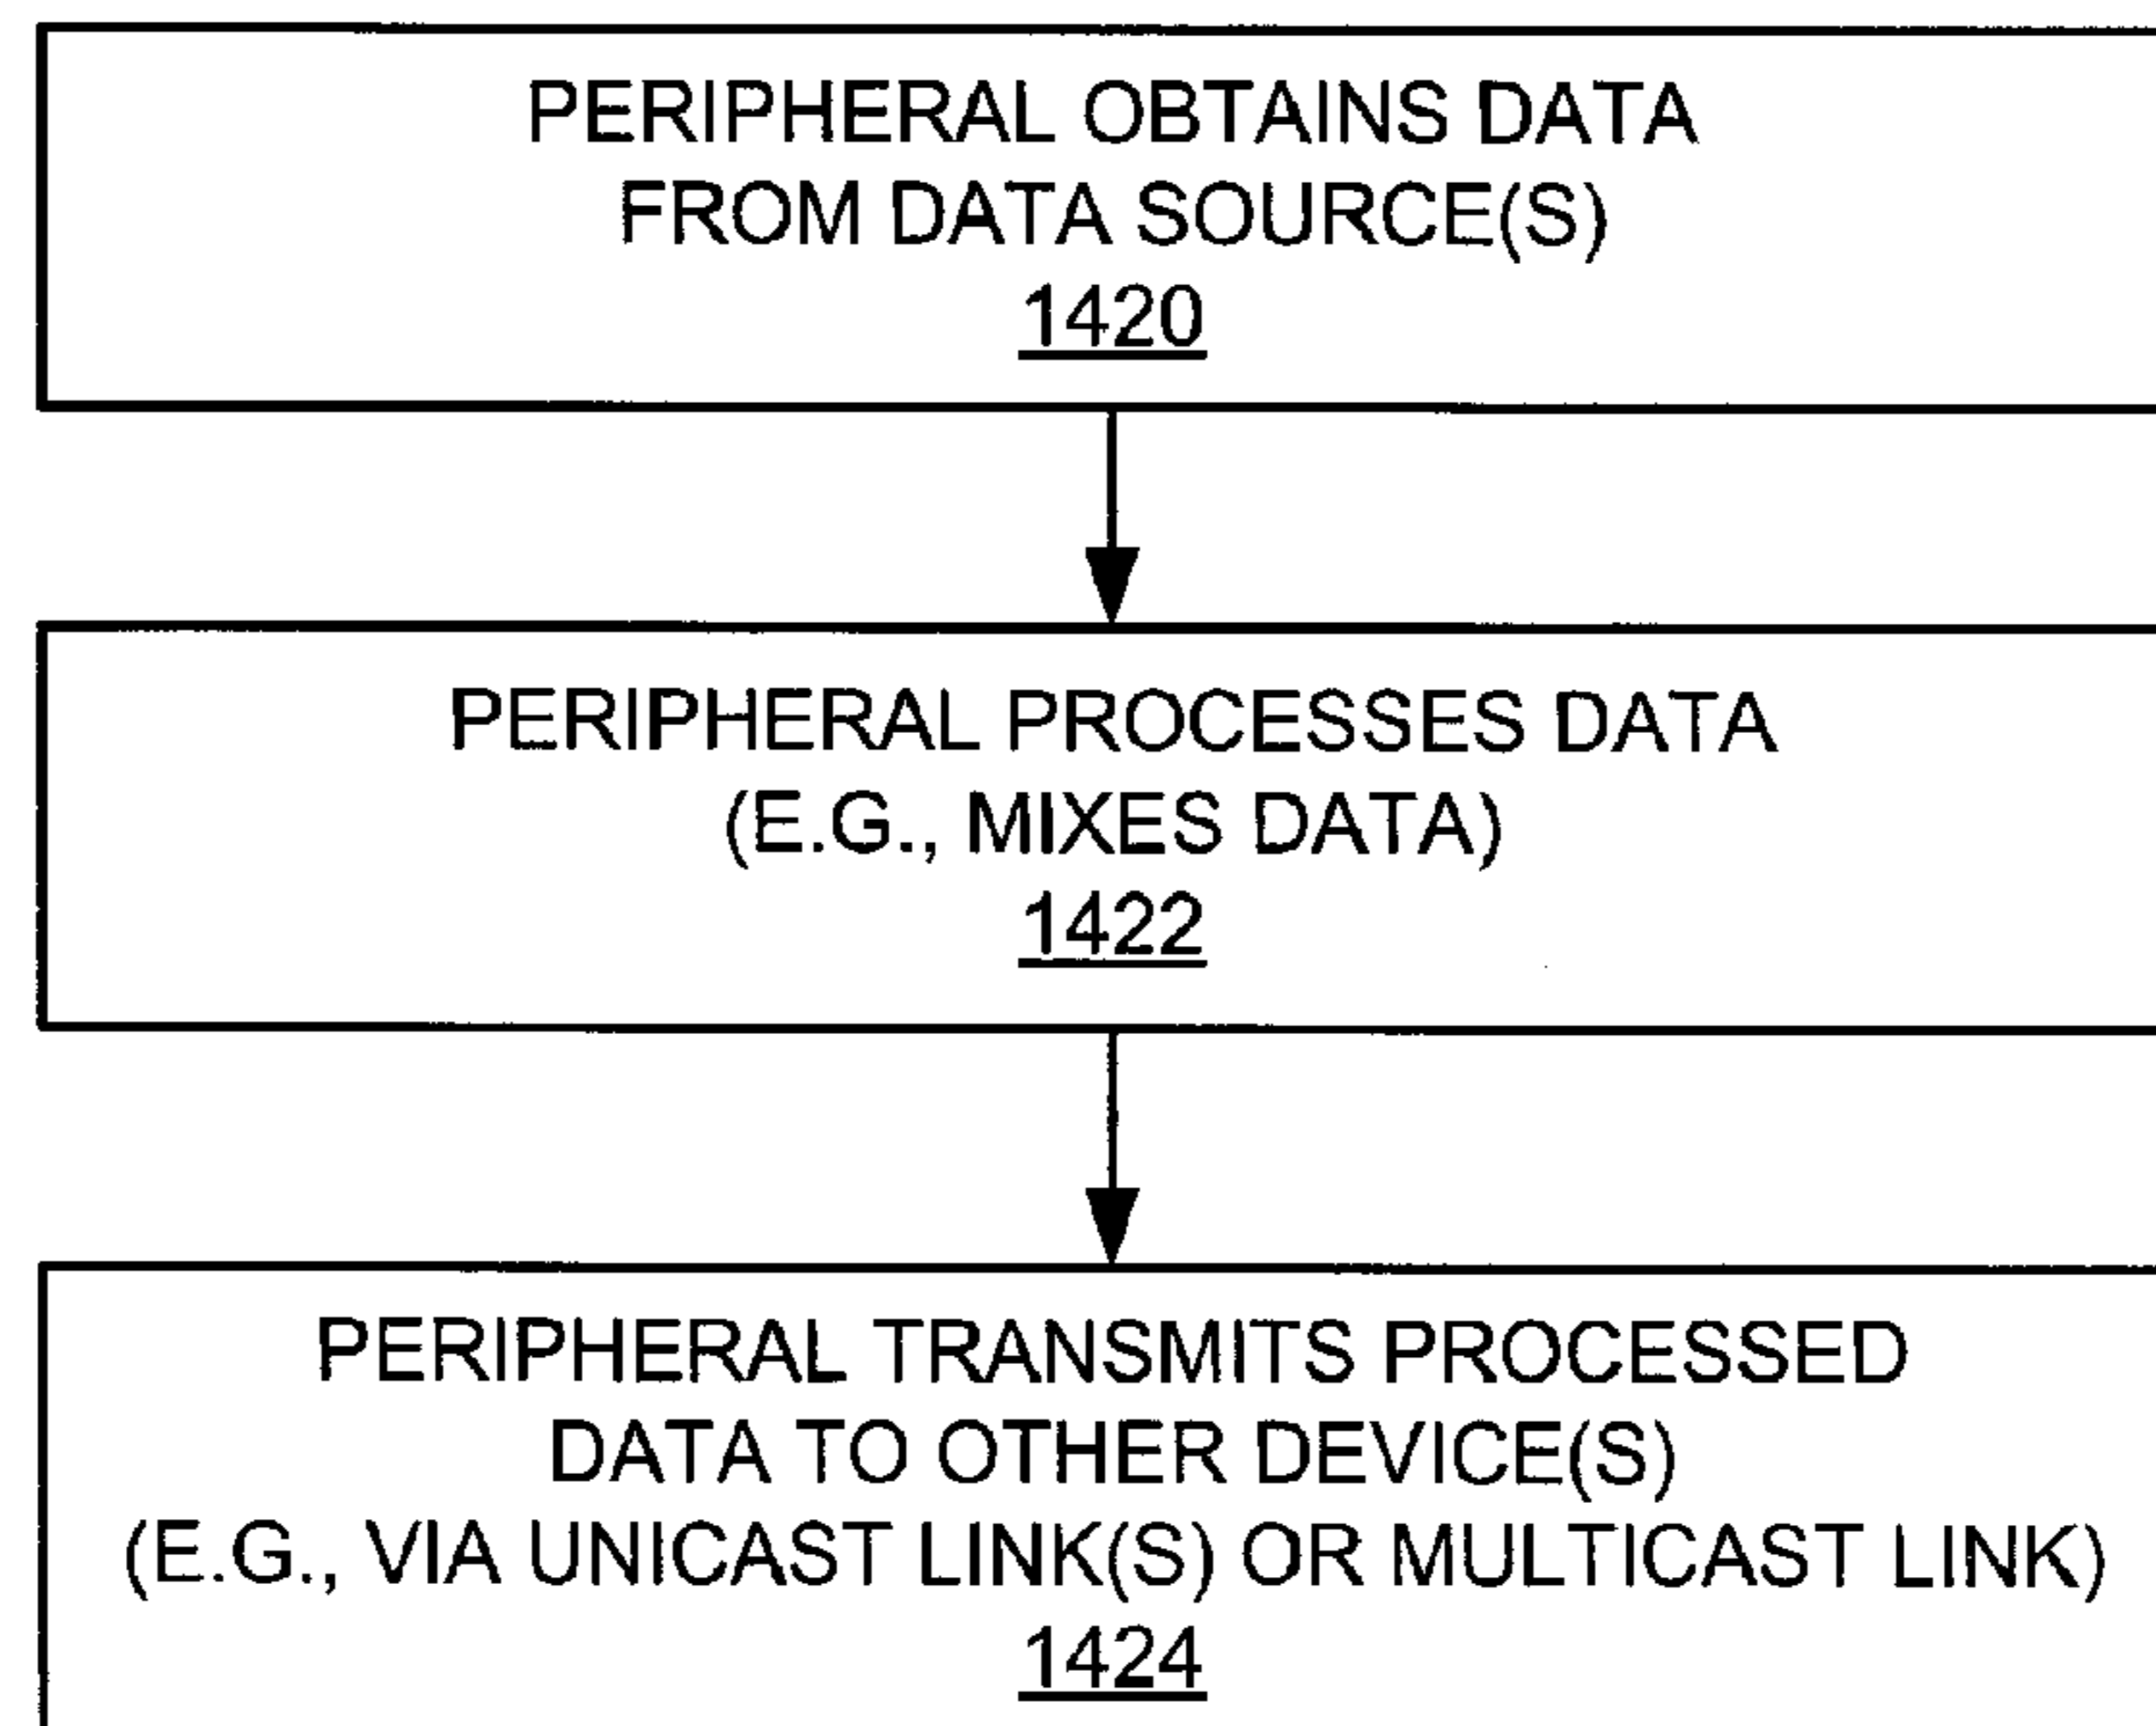 PERIPHERAL OBTAINS DATA
FROM DATA SOURCE(S)
1420
PERIPHERAL PROCESSES DATA
(E.G., MIXES DATA)
1422
PERIPHERAL TRANSMITS PROCESSED
DATA TO OTHER DEVICE(S)
(E.G., VIA UNICAST LINK(S) OR MULTICAST LINK)
1424